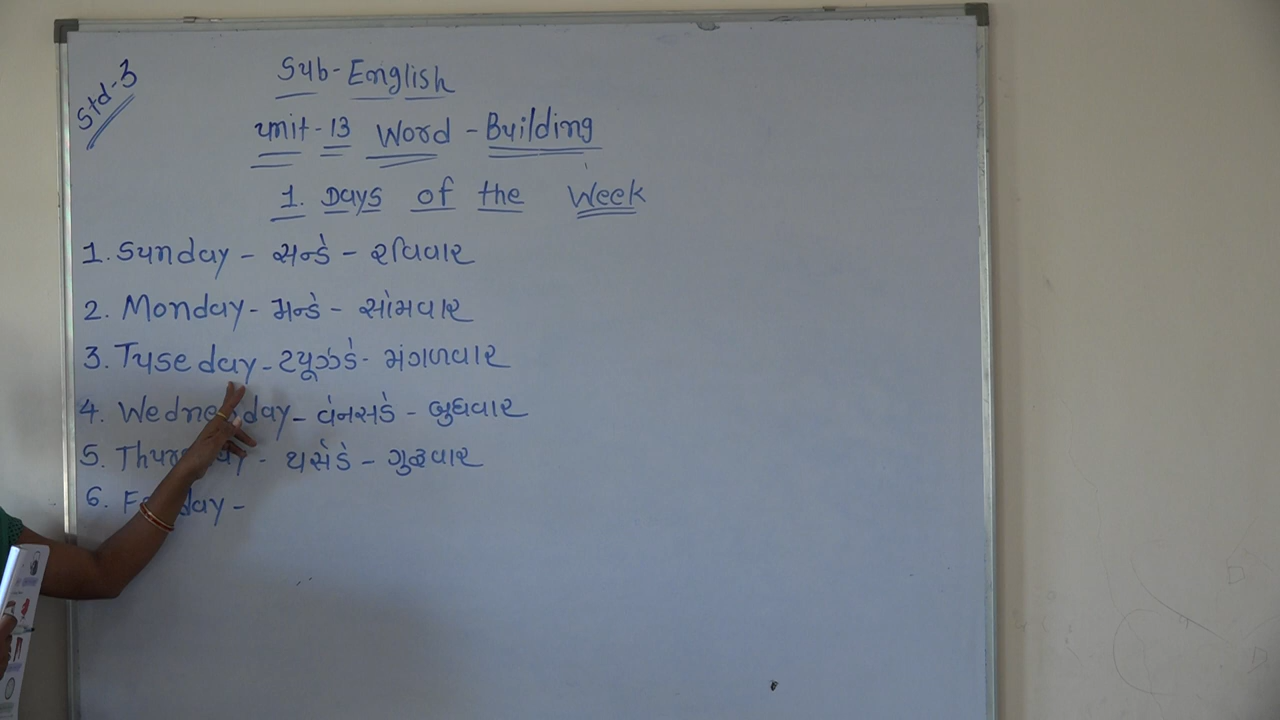 Std-3
Sub-English
Unit-13 Word-Building
1. Days of the Week
1. Sunday - સન્ડે - રવિવાર
2. Monday - મન્ડે - સોમવાર
3. Tuseday - ટયૂઝડે - મંગળવાર
4. Wednesday - વેનસડે - બુધવાર
5. Thursday - થર્સડે - ગુરૂવાર
6. Friday -